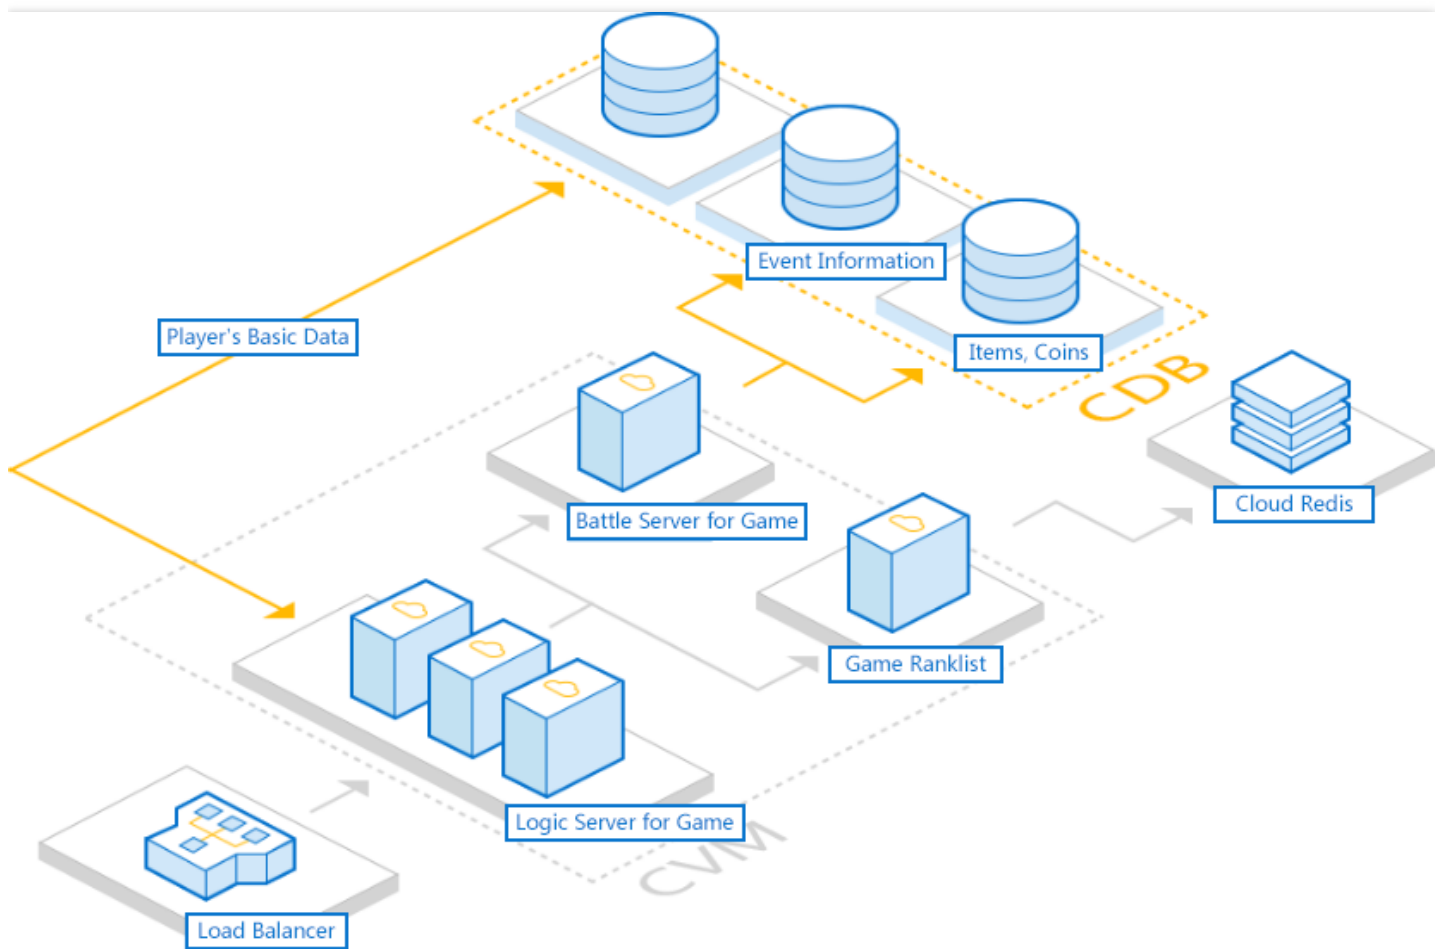 Event Information
Player's Basic Data
Items, Coins
CDB
Cloud Redis
Battle Server for Game
Game Ranklist
Logic Server for Game
CVM
Load Balancer